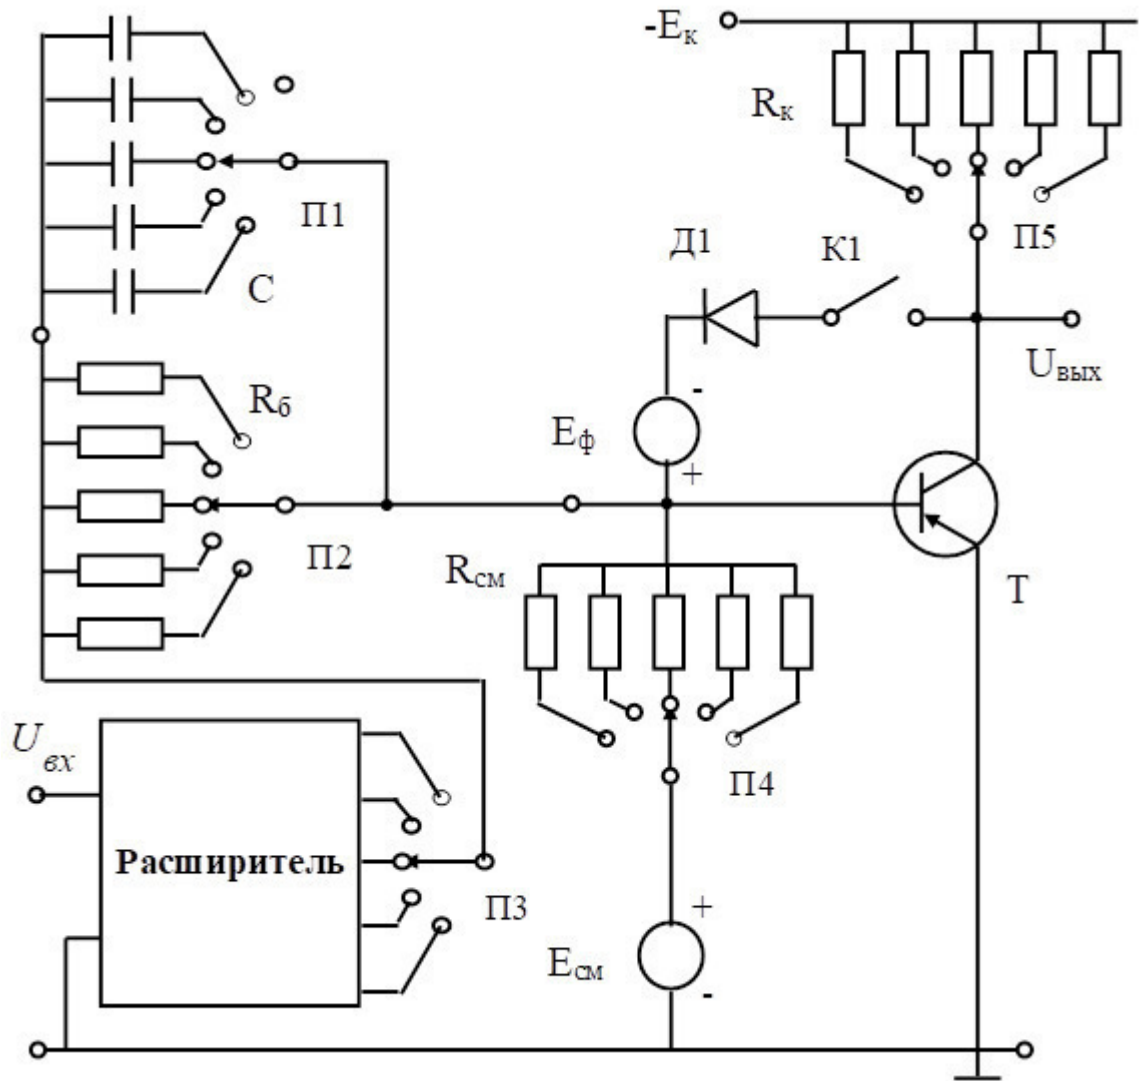 -Eк
Rк
П1
П5
Д1
К1
С
Uвых
Rб
Eф
-
+
П2
Rсм
Т
Uвх
П4
Расширитель
П3
+
Eсм
-